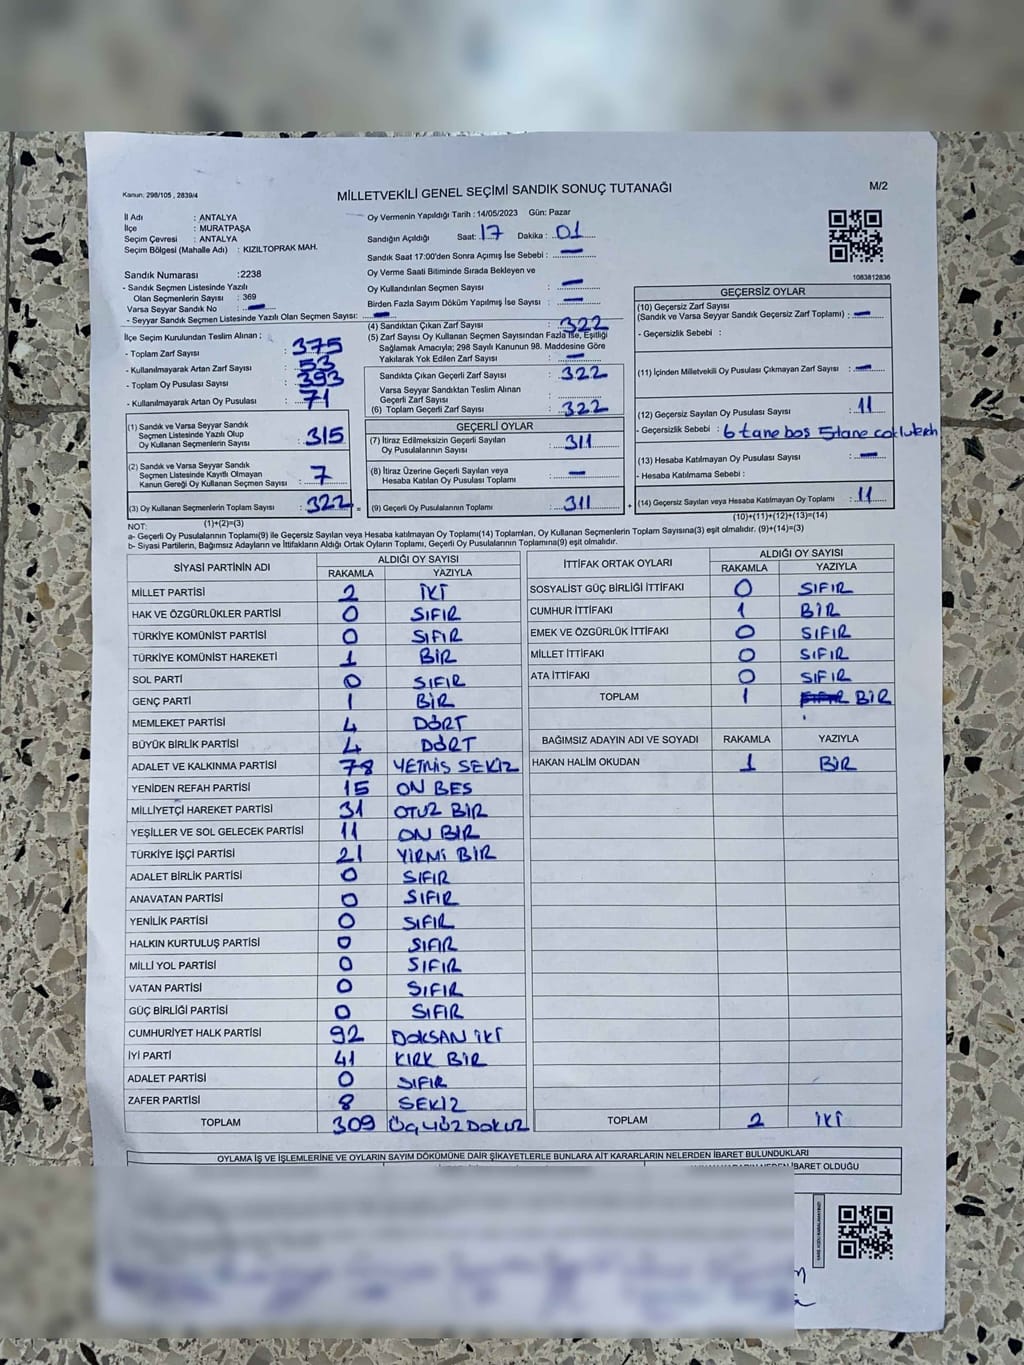 Kanun: 298/105 , 2839/4
MİLLETVEKİLİ GENEL SEÇİMİ SANDIK SONUÇ TUTANAĞI
M/2
İl Adı : ANTALYA
İlçe : MURATPAŞA
Seçim Çevresi : ANTALYA
Seçim Bölgesi (Mahalle Adı) : KIZILTOPRAK MAH.
Oy Vermenin Yapıldığı Tarih : 14/05/2023 Gün: Pazar
Sandığın Açıldığı Saat: 17 Dakika : 01
Sandık Saat 17:00'den Sonra Açımış İse Sebebi : —
Oy Verme Saati Bitiminde Sırada Bekleyen ve
Oy Kullandırılan Seçmen Sayısı : —
Birden Fazla Sayım Döküm Yapılmış İse Sayısı : —
1083812836
Sandık Numarası :2238
- Sandık Seçmen Listesinde Yazılı
Olan Seçmenlerin Sayısı : 369
Varsa Seyyar Sandık No : —
- Seyyar Sandık Seçmen Listesinde Yazılı Olan Seçmen Sayısı: —
İlçe Seçim Kurulundan Teslim Alınan ;
- Toplam Zarf Sayısı : 375
- Kullanılmayarak Artan Zarf Sayısı : 53
- Toplam Oy Pusulası Sayısı : 393
- Kullanılmayarak Artan Oy Pusulası : 71
(1) Sandık ve Varsa Seyyar Sandık
Seçmen Listesinde Yazılı Olup
Oy Kullanan Seçmenlerin Sayısı : 315
(2) Sandık ve Varsa Seyyar Sandık
Seçmen Listesinde Kayıtlı Olmayan
Kanun Gereği Oy Kullanan Seçmen Sayısı : 7
(3) Oy Kullanan Seçmenlerin Toplam Sayısı : 322 =
(1)+(2)=(3)
(4) Sandıktan Çıkan Zarf Sayısı : 322
(5) Zarf Sayısı Oy Kullanan Seçmen Sayısından Fazla İse, Eşitliği
Sağlamak Amacıyla; 298 Sayılı Kanunun 98. Maddesine Göre
Yakılarak Yok Edilen Zarf Sayısı : —
Sandıkta Çıkan Geçerli Zarf Sayısı : 322
Varsa Seyyar Sandıktan Teslim Alınan
Geçerli Zarf Sayısı :
(6) Toplam Geçerli Zarf Sayısı : 322
GEÇERLİ OYLAR
(7) İtiraz Edilmeksizin Geçerli Sayılan
Oy Pusulalarının Sayısı : 311
(8) İtiraz Üzerine Geçerli Sayılan veya
Hesaba Katılan Oy Pusulası Toplamı : —
(9) Geçerli Oy Pusulalarının Toplamı : 311 +
GEÇERSİZ OYLAR
(10) Geçersiz Zarf Sayısı
(Sandık ve Varsa Seyyar Sandık Geçersiz Zarf Toplamı) : —
- Geçersizlik Sebebi :
(11) İçinden Milletvekili Oy Pusulası Çıkmayan Zarf Sayısı : —
(12) Geçersiz Sayılan Oy Pusulası Sayısı : 11
- Geçersizlik Sebebi : 6 tane boş 5 tane
(13) Hesaba Katılmayan Oy Pusulası Sayısı : —
- Hesaba Katılmama Sebebi :
(14) Geçersiz Sayılan veya Hesaba Katılmayan Oy Toplamı : 11
(10)+(11)+(12)+(13)=(14)
NOT:
a- Geçerli Oy Pusulalarının Toplamı(9) ile Geçersiz Sayılan veya Hesaba katılmayan Oy Toplamı(14) Toplamları, Oy Kullanan Seçmenlerin Toplam Sayısına(3) eşit olmalıdır. (9)+(14)=(3)
b- Siyasi Partilerin, Bağımsız Adayların ve İttifakların Aldığı Ortak Oyların Toplamı, Geçerli Oy Pusulalarının Toplamına(9) eşit olmalıdır.
SİYASİ PARTİNİN ADI ALDIĞI OY SAYISI
RAKAMLA YAZIYLA
MİLLET PARTİSİ 2 İKİ
HAK VE ÖZGÜRLÜKLER PARTİSİ 0 SIFIR
TÜRKİYE KOMÜNİST PARTİSİ 0 SIFIR
TÜRKİYE KOMÜNİST HAREKETİ 1 BİR
SOL PARTİ 0 SIFIR
GENÇ PARTİ 1 BİR
MEMLEKET PARTİSİ 4 DÖRT
BÜYÜK BİRLİK PARTİSİ 4 DÖRT
ADALET VE KALKINMA PARTİSİ 78 YETMİS SEKİZ
YENİDEN REFAH PARTİSİ 15 ON BES
MİLLİYETÇİ HAREKET PARTİSİ 31 OTUZ BİR
YEŞİLLER VE SOL GELECEK PARTİSİ 11 ON BİR
TÜRKİYE İŞÇİ PARTİSİ 21 YİRMİ BİR
ADALET BİRLİK PARTİSİ 0 SIFIR
ANAVATAN PARTİSİ 0 SIFIR
YENİLİK PARTİSİ 0 SIFIR
HALKIN KURTULUŞ PARTİSİ 0 SIFIR
MİLLİ YOL PARTİSİ 0 SIFIR
VATAN PARTİSİ 0 SIFIR
GÜÇ BİRLİĞİ PARTİSİ 0 SIFIR
CUMHURİYET HALK PARTİSİ 92 DOKSAN İKİ
İYİ PARTİ 41 KIRK BİR
ADALET PARTİSİ 0 SIFIR
ZAFER PARTİSİ 8 SEKİZ
TOPLAM 309 ÜÇYÜZDOKUZ
İTTİFAK ORTAK OYLARI ALDIĞI OY SAYISI
RAKAMLA YAZIYLA
SOSYALİST GÜÇ BİRLİĞİ İTTİFAKI 0 SIFIR
CUMHUR İTTİFAKI 1 BİR
EMEK VE ÖZGÜRLÜK İTTİFAKI 0 SIFIR
MİLLET İTTİFAKI 0 SIFIR
ATA İTTİFAKI 0 SIFIR
TOPLAM 1 BİR
BAĞIMSIZ ADAYIN ADI VE SOYADI RAKAMLA YAZIYLA
HAKAN HALİM OKUDAN 1 BİR
TOPLAM 2 İKİ
OYLAMA İŞ VE İŞLEMLERİNE VE OYLARIN SAYIM DÖKÜMÜNE DAİR ŞİKAYETLERLE BUNLARA AİT KARARLARIN NELERDEN İBARET BULUNDUKLARI
İBARET OLDUĞU